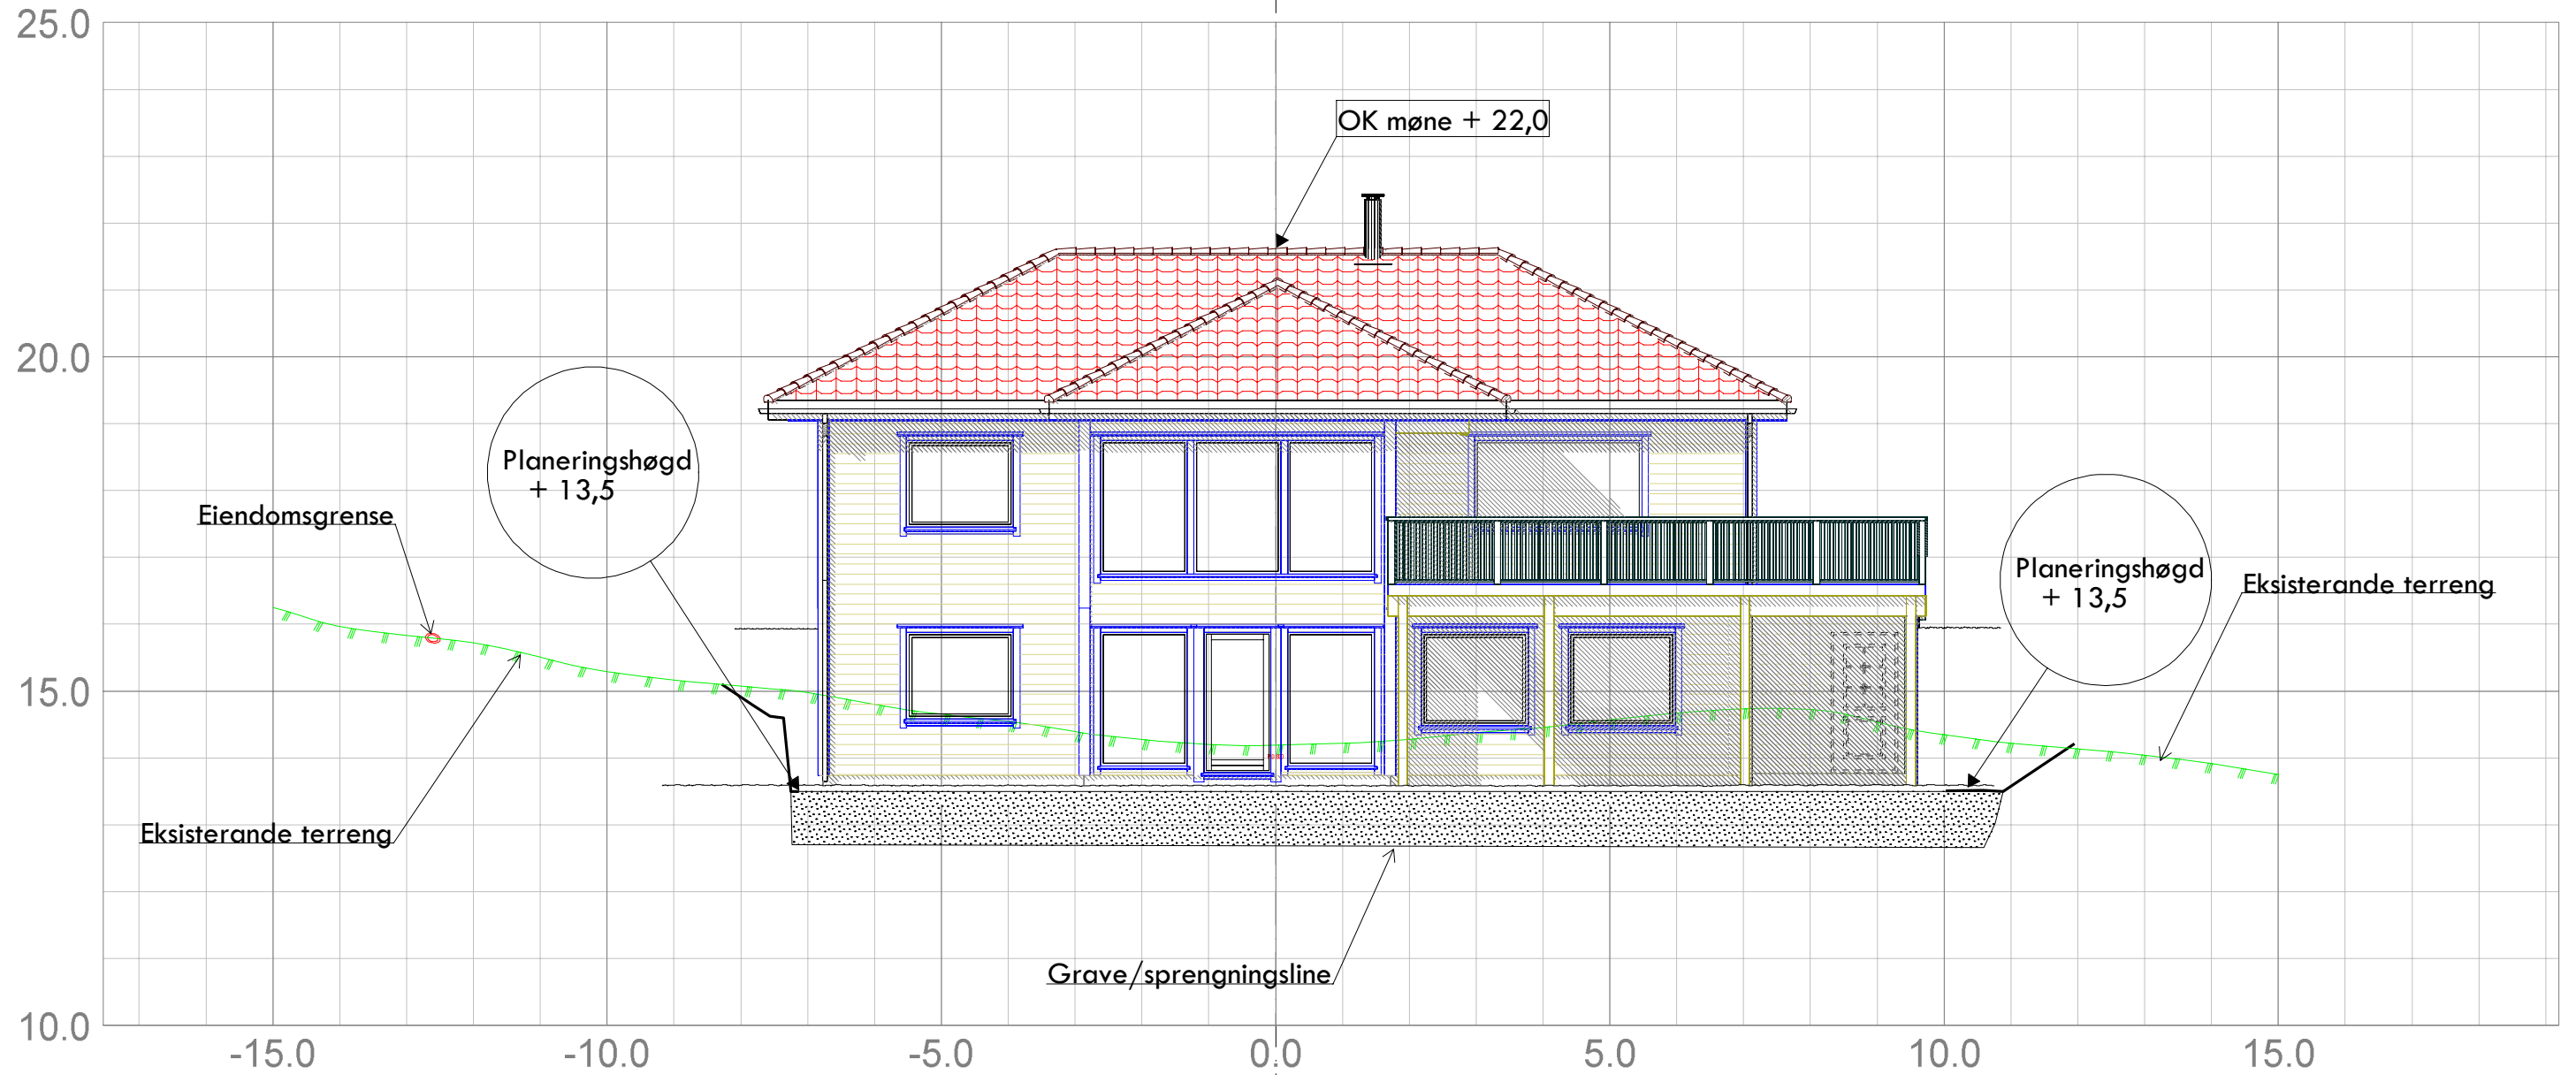 25.0
OK møne + 22,0
20.0
Planeringshøgd
+ 13,5
Eiendomsgrense
Planeringshøgd
+ 13,5
Eksisterande terreng
15.0
Eksisterande terreng
Grave/sprengningsline
10.0
-15.0
-10.0
-5.0
0.0
5.0
10.0
15.0